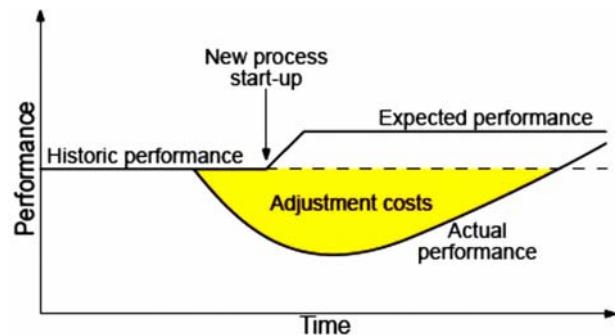 New process
start-up
Expected performance
Historic performance
Adjustment costs
Actual
performance
Performance
Time